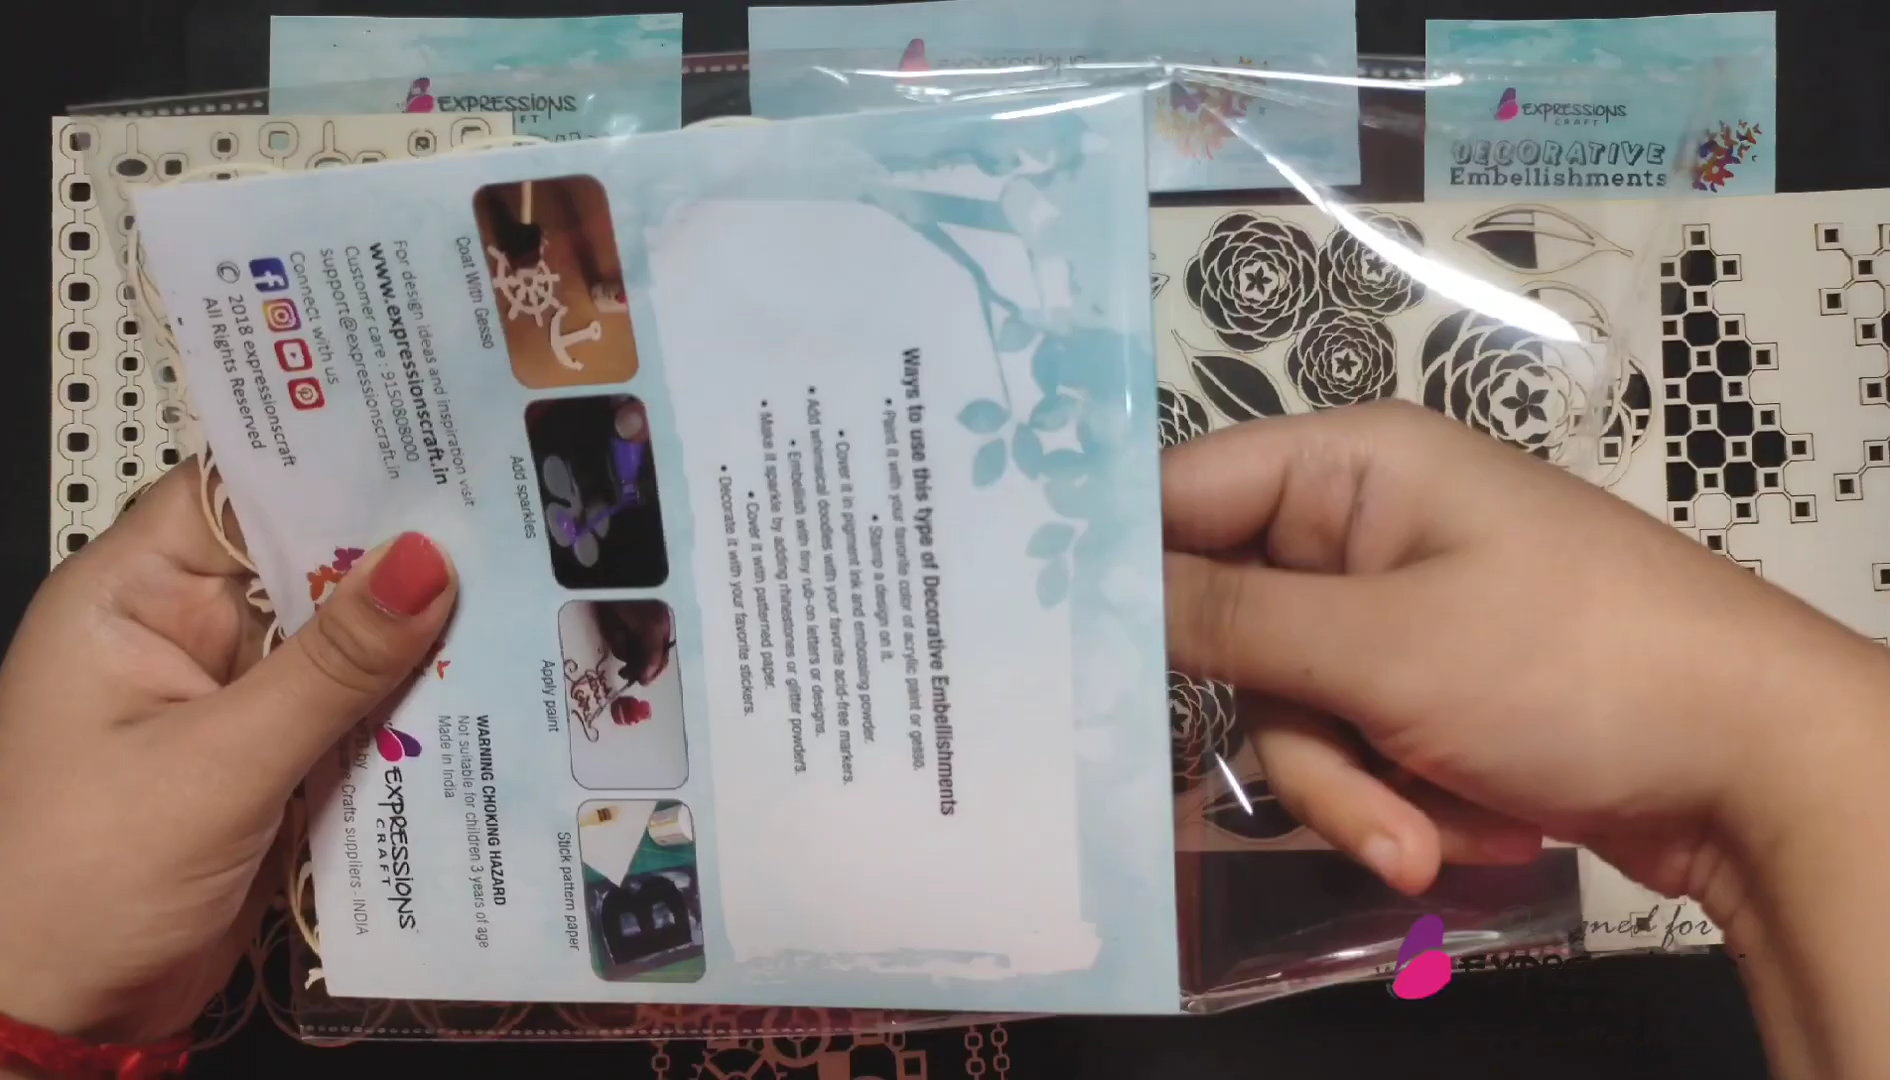 EXPRESSIONS
EXPRESSIONS
CRAFT
DECORATIVE
Embellishments
Ways to use this type of Decorative Embellishments
• Paint it with your favorite color of acrylic paint or gesso.
• Stamp a design on it.
• Cover it in pigment ink and embossing powder.
• Add whimsical doodles with your favorite acid-free markers.
• Embellish with tiny rub-on letters or designs.
• Make it sparkle by adding rhinestones or glitter powders.
• Cover it with patterned paper.
• Decorate it with your favorite stickers.
Coat With Gesso
Add sparkles
Apply paint
Stick pattern paper
For design ideas and inspiration visit
www.expressionscraft.in
Customer care : 9150808000
support@expressionscraft.in
Connect with us
© 2018 expressionscraft
All Rights Reserved
WARNING CHOKING HAZARD
Not suitable for children 3 years of age
Made in India
EXPRESSIONS
CRAFT
by
Crafts suppliers - INDIA
for